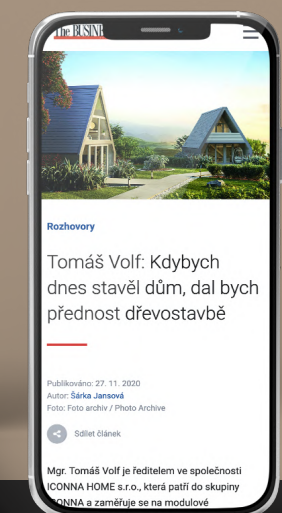 The BUSINE
Rozhovory
Tomáš Volf: Kdybych
dnes stavěl dům, dal bych
přednost dřevostavbě
Publikováno: 27. 11. 2020
Autor: Šárka Jansová
Foto: Foto archiv / Photo Archive
Sdílet článek
Mgr. Tomáš Volf je ředitelem ve společnosti
ICONNA HOME s.r.o., která patří do skupiny
ICONNA a zaměřuje se na modulové